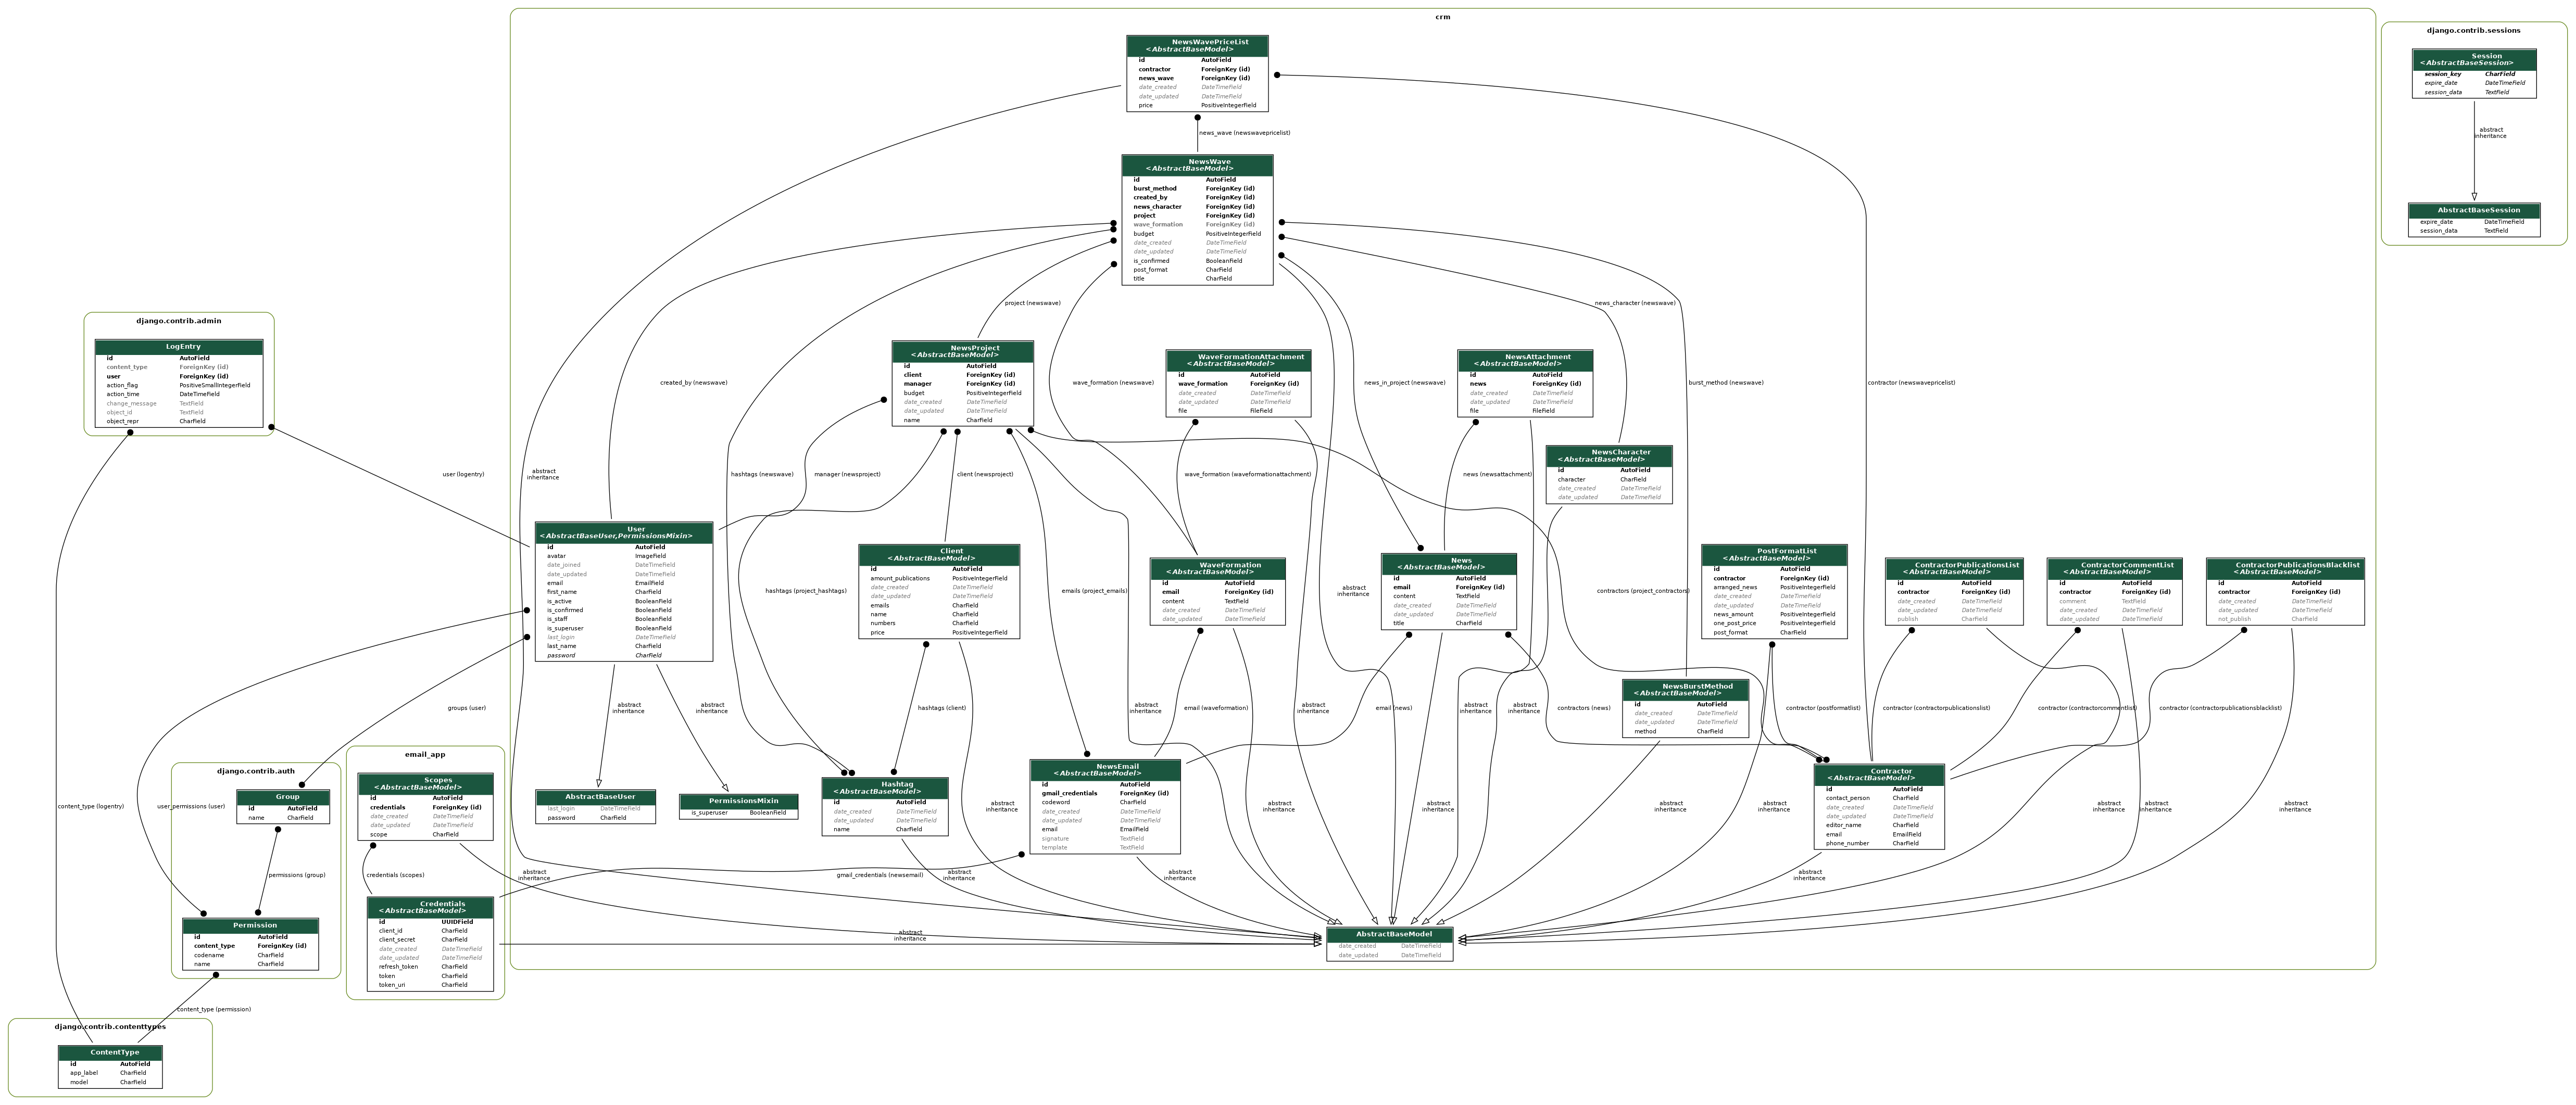 crm
NewsWavePriceList
<AbstractBaseModel>
id AutoField
contractor ForeignKey (id)
news_wave ForeignKey (id)
date_created DateTimeField
date_updated DateTimeField
price PositiveIntegerField
django.contrib.sessions
Session
<AbstractBaseSession>
session_key CharField
expire_date DateTimeField
session_data TextField
abstract
inheritance
AbstractBaseSession
expire_date DateTimeField
session_data TextField
news_wave (newswavepricelist)
NewsWave
<AbstractBaseModel>
id AutoField
burst_method ForeignKey (id)
created_by ForeignKey (id)
news_character ForeignKey (id)
project ForeignKey (id)
wave_formation ForeignKey (id)
budget PositiveIntegerField
date_created DateTimeField
date_updated DateTimeField
is_confirmed BooleanField
post_format CharField
title CharField
project (newswave)
news_character (newswave)
django.contrib.admin
LogEntry
id AutoField
content_type ForeignKey (id)
user ForeignKey (id)
action_flag PositiveSmallIntegerField
action_time DateTimeField
change_message TextField
object_id TextField
object_repr CharField
created_by (newswave)
NewsProject
<AbstractBaseModel>
id AutoField
client ForeignKey (id)
manager ForeignKey (id)
budget PositiveIntegerField
date_created DateTimeField
date_updated DateTimeField
name CharField
wave_formation (newswave)
WaveFormationAttachment
<AbstractBaseModel>
id AutoField
wave_formation ForeignKey (id)
date_created DateTimeField
date_updated DateTimeField
file FileField
news_in_project (newswave)
NewsAttachment
<AbstractBaseModel>
id AutoField
news ForeignKey (id)
date_created DateTimeField
date_updated DateTimeField
file FileField
burst_method (newswave)
contractor (newswavepricelist)
NewsCharacter
<AbstractBaseModel>
id AutoField
character CharField
date_created DateTimeField
date_updated DateTimeField
user (logentry)
abstract
inheritance
hashtags (newswave)
manager (newsproject)
client (newsproject)
wave_formation (waveformationattachment)
news (newsattachment)
User
<AbstractBaseUser,PermissionsMixin>
id AutoField
avatar ImageField
date_joined DateTimeField
date_updated DateTimeField
email EmailField
first_name CharField
is_active BooleanField
is_confirmed BooleanField
is_staff BooleanField
is_superuser BooleanField
last_login DateTimeField
last_name CharField
password CharField
hashtags (project_hashtags)
Client
<AbstractBaseModel>
id AutoField
amount_publications PositiveIntegerField
date_created DateTimeField
date_updated DateTimeField
emails CharField
name CharField
numbers CharField
price PositiveIntegerField
emails (project_emails)
WaveFormation
<AbstractBaseModel>
id AutoField
email ForeignKey (id)
content TextField
date_created DateTimeField
date_updated DateTimeField
abstract
inheritance
News
<AbstractBaseModel>
id AutoField
email ForeignKey (id)
content TextField
date_created DateTimeField
date_updated DateTimeField
title CharField
contractors (project_contractors)
PostFormatList
<AbstractBaseModel>
id AutoField
contractor ForeignKey (id)
arranged_news PositiveIntegerField
date_created DateTimeField
date_updated DateTimeField
news_amount PositiveIntegerField
one_post_price PositiveIntegerField
post_format CharField
ContractorPublicationsList
<AbstractBaseModel>
id AutoField
contractor ForeignKey (id)
date_created DateTimeField
date_updated DateTimeField
publish CharField
ContractorCommentList
<AbstractBaseModel>
id AutoField
contractor ForeignKey (id)
comment TextField
date_created DateTimeField
date_updated DateTimeField
ContractorPublicationsBlacklist
<AbstractBaseModel>
id AutoField
contractor ForeignKey (id)
date_created DateTimeField
date_updated DateTimeField
not_publish CharField
groups (user)
abstract
inheritance
abstract
inheritance
hashtags (client)
abstract
inheritance
email (waveformation)
abstract
inheritance
email (news)
abstract
inheritance
abstract
inheritance
contractors (news)
NewsBurstMethod
<AbstractBaseModel>
id AutoField
date_created DateTimeField
date_updated DateTimeField
method CharField
contractor (postformatlist)
contractor (contractorpublicationslist)
contractor (contractorcommentlist)
contractor (contractorpublicationsblacklist)
django.contrib.auth
Group
id AutoField
name CharField
email_app
Scopes
<AbstractBaseModel>
id AutoField
credentials ForeignKey (id)
date_created DateTimeField
date_updated DateTimeField
scope CharField
AbstractBaseUser
last_login DateTimeField
password CharField
PermissionsMixin
is_superuser BooleanField
Hashtag
<AbstractBaseModel>
id AutoField
date_created DateTimeField
date_updated DateTimeField
name CharField
abstract
inheritance
NewsEmail
<AbstractBaseModel>
id AutoField
gmail_credentials ForeignKey (id)
codeword CharField
date_created DateTimeField
date_updated DateTimeField
email EmailField
signature TextField
template TextField
abstract
inheritance
abstract
inheritance
abstract
inheritance
abstract
inheritance
Contractor
<AbstractBaseModel>
id AutoField
contact_person CharField
date_created DateTimeField
date_updated DateTimeField
editor_name CharField
email EmailField
phone_number CharField
abstract
inheritance
abstract
inheritance
abstract
inheritance
content_type (logentry)
user_permissions (user)
permissions (group)
credentials (scopes)
abstract
inheritance
gmail_credentials (newsemail)
abstract
inheritance
abstract
inheritance
abstract
inheritance
Permission
id AutoField
content_type ForeignKey (id)
codename CharField
name CharField
Credentials
<AbstractBaseModel>
id UUIDField
client_id CharField
client_secret CharField
date_created DateTimeField
date_updated DateTimeField
refresh_token CharField
token CharField
token_uri CharField
abstract
inheritance
AbstractBaseModel
date_created DateTimeField
date_updated DateTimeField
content_type (permission)
django.contrib.contenttypes
ContentType
id AutoField
app_label CharField
model CharField